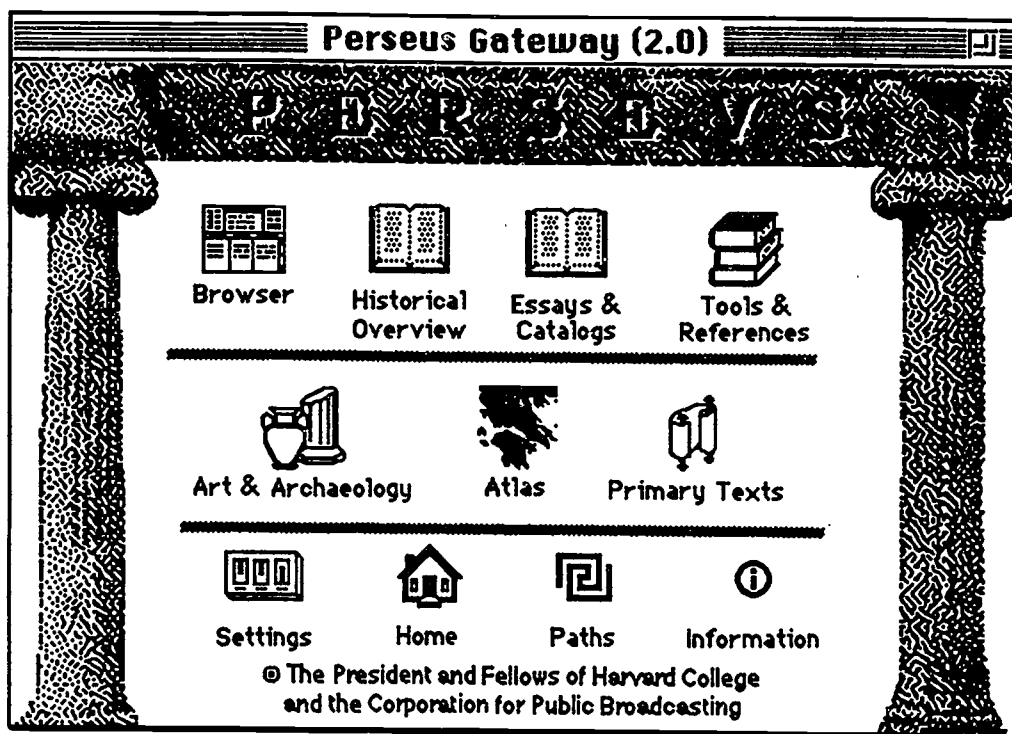 Perseus Gateway (2.0)
P E R S E V S
Browser
Historical
Overview
Essays &
Catalogs
Tools &
References
Art & Archaeology
Atlas
Primary Texts
Settings
Home
Paths
Information
© The President and Fellows of Harvard College
and the Corporation for Public Broadcasting